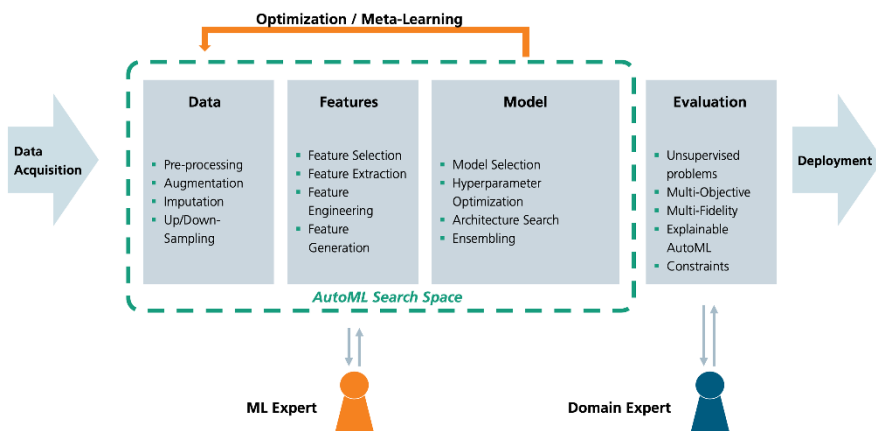 Optimization / Meta-Learning
Data
Acquisition
Data
Pre-processing
Augmentation
Imputation
Up/Down-
Sampling
Features
Feature Selection
Feature Extraction
Feature
Engineering
Feature
Generation
Model
Model Selection
Hyperparameter
Optimization
Architecture Search
Ensembling
Evaluation
Unsupervised
problems
Multi-Objective
Multi-Fidelity
Explainable
AutoML
Constraints
Deployment
AutoML Search Space
ML Expert
Domain Expert